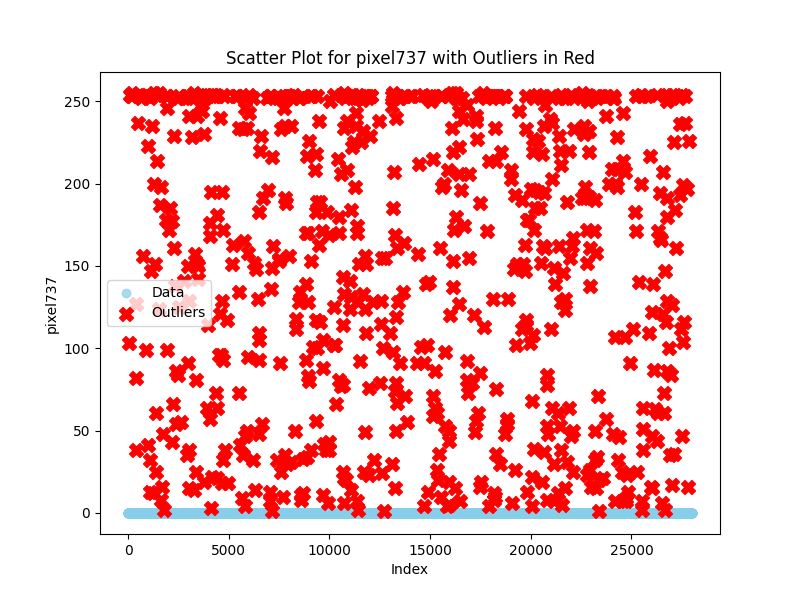 Scatter Plot for pixel737 with Outliers in Red
250
200
150
100
50
0
pixel737
Data
Outliers
0
5000
10000
15000
20000
25000
Index